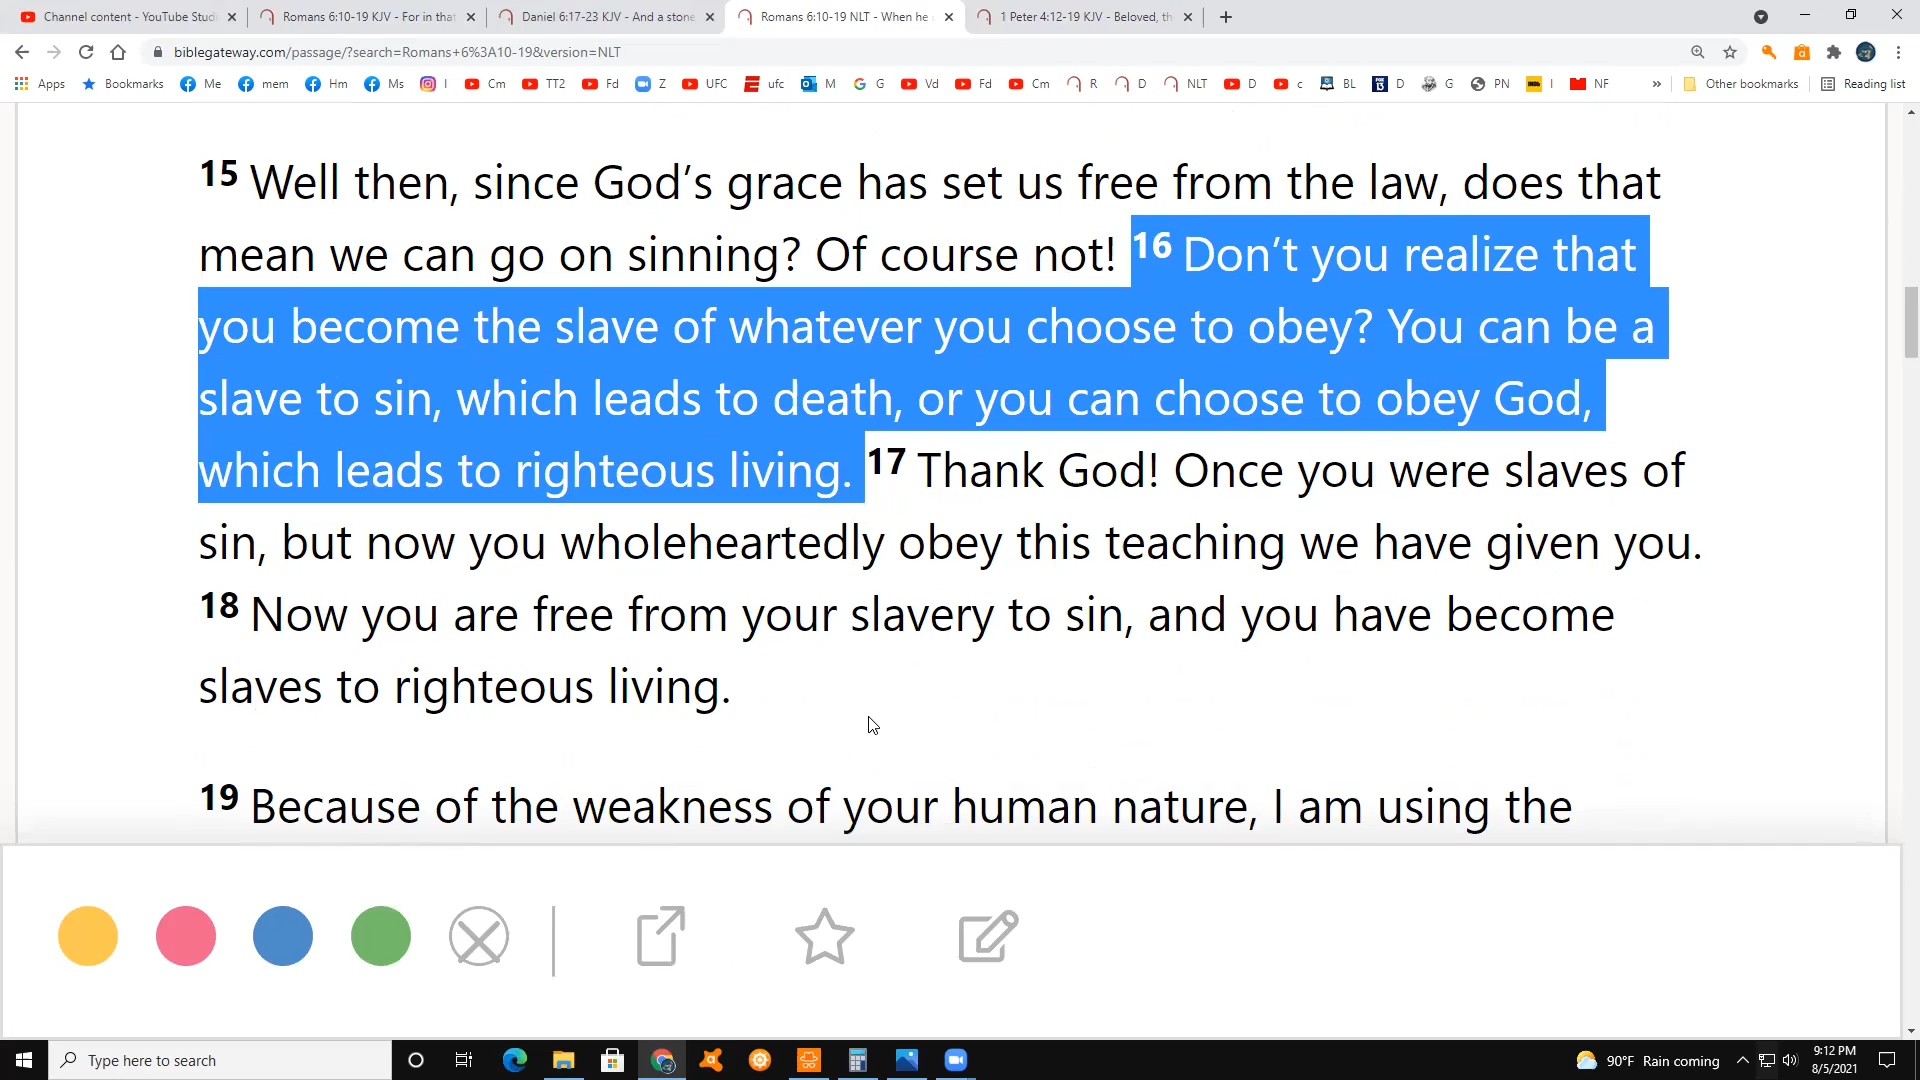 Channel content - YouTube Studi
Romans 6:10-19 KJV - For in that
Daniel 6:17-23 KJV - And a stone
Romans 6:10-19 NLT - When he
1 Peter 4:12-19 KJV - Beloved, th
biblegateway.com/passage/?search=Romans+6%3A10-19&version=NLT
Apps Bookmarks Me mem Hm Ms I Cm TT2 Fd Z UFC ufc M G Vd Fd Cm R D NLT D c BL D G PN I NF » Other bookmarks Reading list
15 Well then, since God’s grace has set us free from the law, does that
mean we can go on sinning? Of course not! 16 Don’t you realize that
you become the slave of whatever you choose to obey? You can be a
slave to sin, which leads to death, or you can choose to obey God,
which leads to righteous living. 17 Thank God! Once you were slaves of
sin, but now you wholeheartedly obey this teaching we have given you.
18 Now you are free from your slavery to sin, and you have become
slaves to righteous living.
19 Because of the weakness of your human nature, I am using the
Type here to search
90°F Rain coming
9:12 PM
8/5/2021